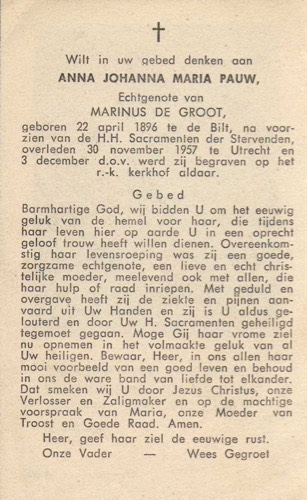 Wilt in uw gebed denken aan
ANNA JOHANNA MARIA PAUW,
Echtgenote van
MARINUS DE GROOT,
geboren 22 april 1896 te de Bilt, na voor-
zien van de H.H. Sacramenten der Stervenden,
overleden 30 november 1957 te Utrecht en
3 december d.o.v. werd zij begraven op het
r.-k. kerkhof aldaar.
Gebed
Barmhartige God, wij bidden U om het eeuwig
geluk van de hemel voor haar, die tijdens
haar leven hier op aarde U in een oprecht
geloof trouw heeft willen dienen. Overeenkom-
stig haar levensroeping was zij een goede,
zorgzame echtgenote, een lieve en echt chris-
telijke moeder, meelevend ook met allen, die
haar hulp of raad inriepen. Met geduld en
overgave heeft zij de ziekte en pijnen aan-
vaard uit Uw Handen en zij is U aldus ge-
louterd en door Uw H. Sacramenten geheiligd
tegemoet gegaan. Moge Gij haar vrome ziel
nu opnemen in het volmaakte geluk van al
Uw heiligen. Bewaar, Heer, in ons allen haar
mooi voorbeeld van een goed leven en behoud
in ons de ware band van liefde tot elkander.
Dat smeken wij U door Jezus Christus, onze
Verlosser en Zaligmaker en op de machtige
voorspraak van Maria, onze Moeder van
Troost en Goede Raad. Amen.
Heer, geef haar ziel de eeuwige rust.
Onze Vader — Wees Gegroet